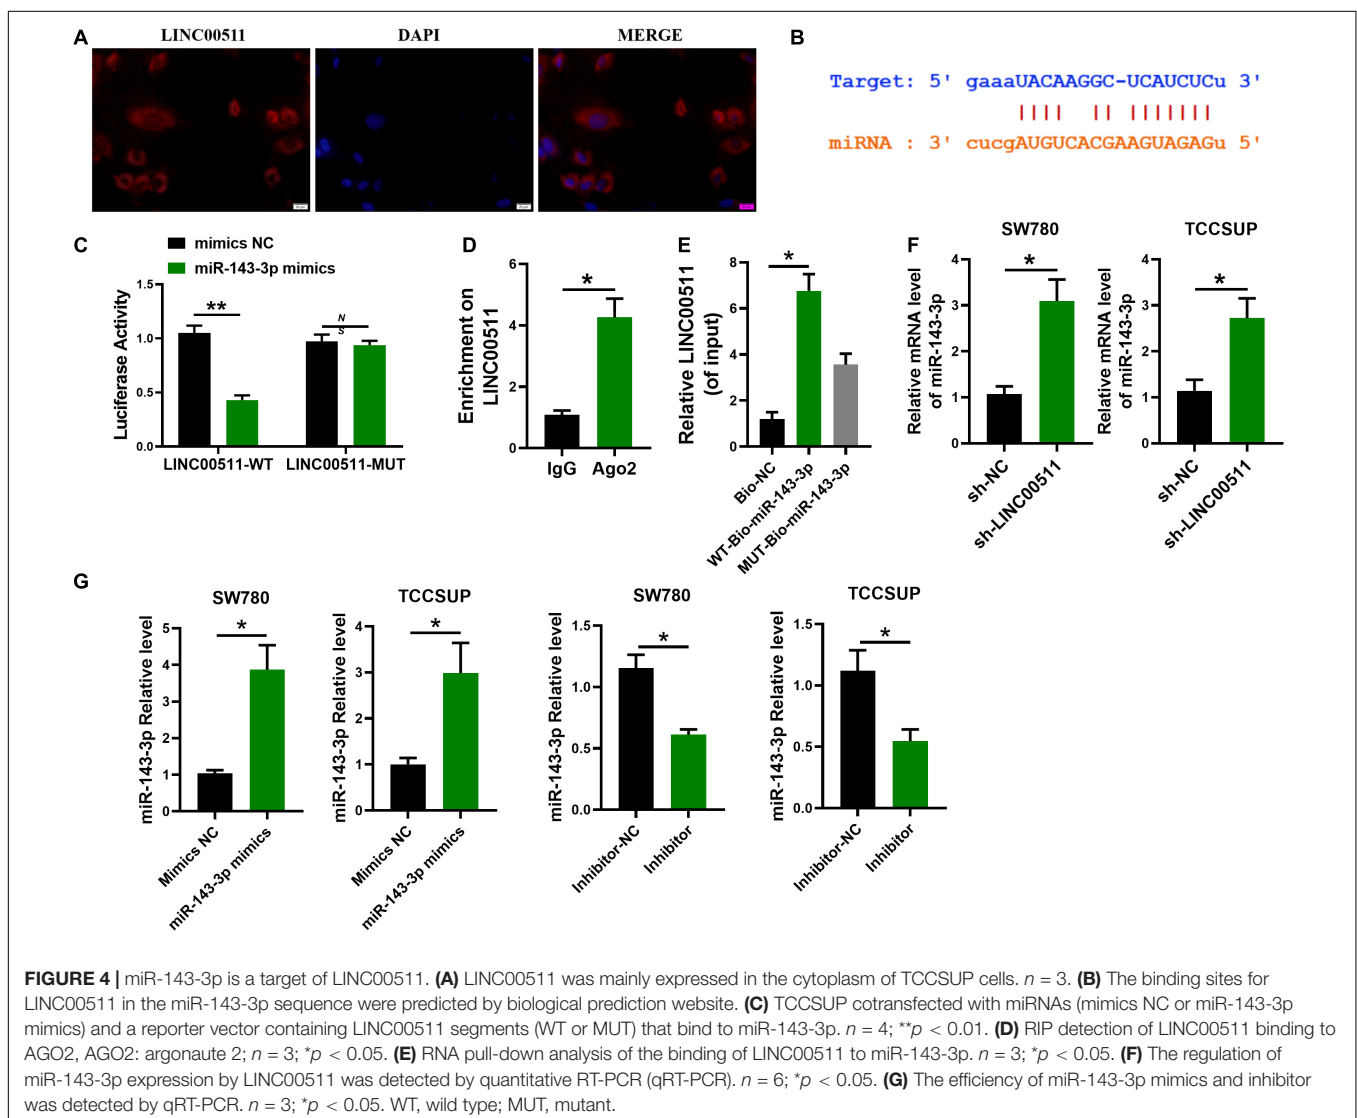 A
LINC00511
DAPI
MERGE
B
Target: 5' gaaaUACAAGGC-UCAUCUCu 3'
|||| || |||||||
miRNA : 3' cucgAUGUCACGAAGUAGAGu 5'
C
mimics NC
miR-143-3p mimics
Luciferase Activity
1.5
1.0
0.5
0.0
**
N
S
LINC00511-WT
LINC00511-MUT
D
Enrichment on
LINC00511
6
4
2
0
*
IgG
Ago2
E
Relative LINC00511
(of input)
8
6
4
2
0
*
Bio-NC
WT-Bio-miR-143-3p
MUT-Bio-miR-143-3p
F
SW780
Relative mRNA level
of miR-143-3p
4
3
2
1
0
*
sh-NC
sh-LINC00511
TCCSUP
Relative mRNA level
of miR-143-3p
4
3
2
1
0
*
sh-NC
sh-LINC00511
G
SW780
miR-143-3p Relative level
5
4
3
2
1
0
*
Mimics NC
miR-143-3p mimics
TCCSUP
miR-143-3p Relative level
4
3
2
1
0
*
Mimics NC
miR-143-3p mimics
SW780
miR-143-3p Relative Level
1.5
1.0
0.5
0.0
*
Inhibitor-NC
Inhibitor
TCCSUP
miR-143-3p Relative Level
1.5
1.0
0.5
0.0
*
Inhibitor-NC
Inhibitor
FIGURE 4 | miR-143-3p is a target of LINC00511. (A) LINC00511 was mainly expressed in the cytoplasm of TCCSUP cells. n = 3. (B) The binding sites for
LINC00511 in the miR-143-3p sequence were predicted by biological prediction website. (C) TCCSUP cotransfected with miRNAs (mimics NC or miR-143-3p
mimics) and a reporter vector containing LINC00511 segments (WT or MUT) that bind to miR-143-3p. n = 4; **p < 0.01. (D) RIP detection of LINC00511 binding to
AGO2, AGO2: argonaute 2; n = 3; *p < 0.05. (E) RNA pull-down analysis of the binding of LINC00511 to miR-143-3p. n = 3; *p < 0.05. (F) The regulation of
miR-143-3p expression by LINC00511 was detected by quantitative RT-PCR (qRT-PCR). n = 6; *p < 0.05. (G) The efficiency of miR-143-3p mimics and inhibitor
was detected by qRT-PCR. n = 3; *p < 0.05. WT, wild type; MUT, mutant.